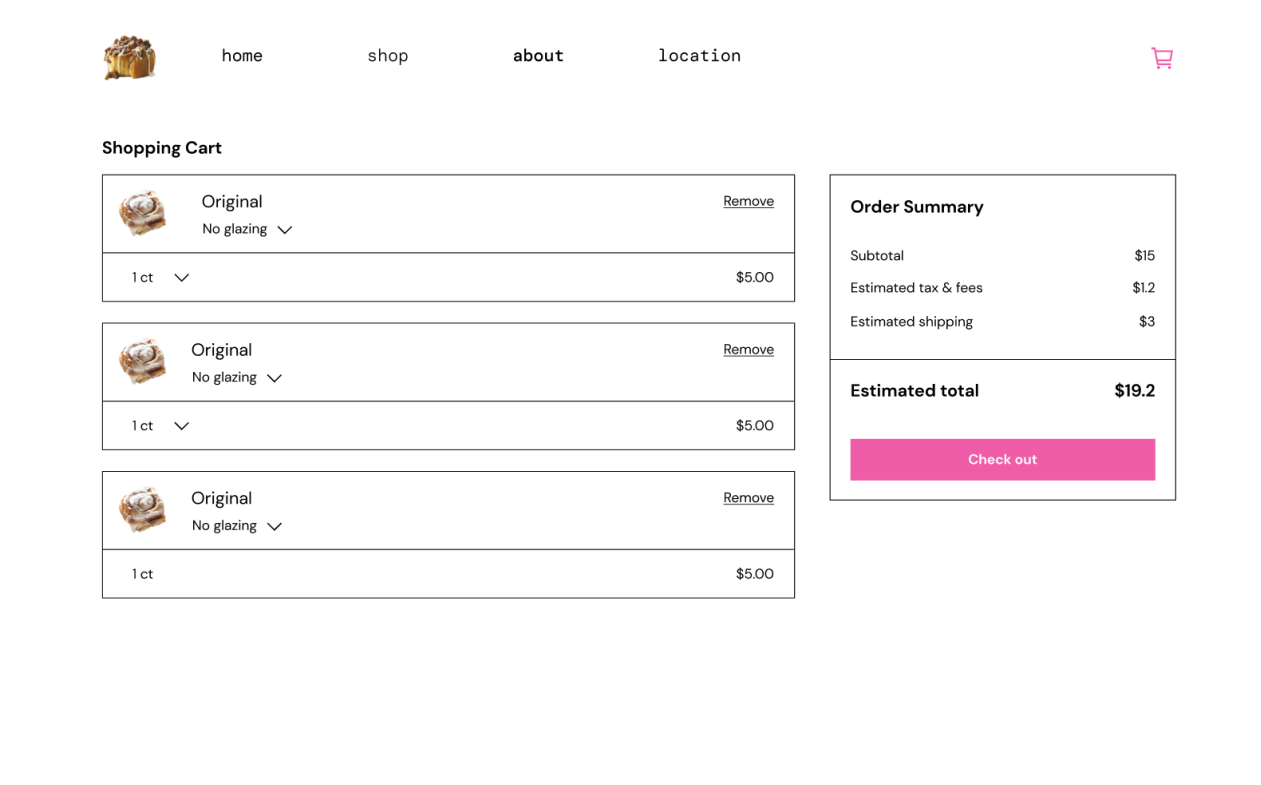 home shop about location
Shopping Cart
Original Remove
No glazing
1 ct $5.00
Original Remove
No glazing
1 ct $5.00
Original Remove
No glazing
1 ct $5.00
Order Summary
Subtotal $15
Estimated tax & fees $1.2
Estimated shipping $3
Estimated total $19.2
Check out